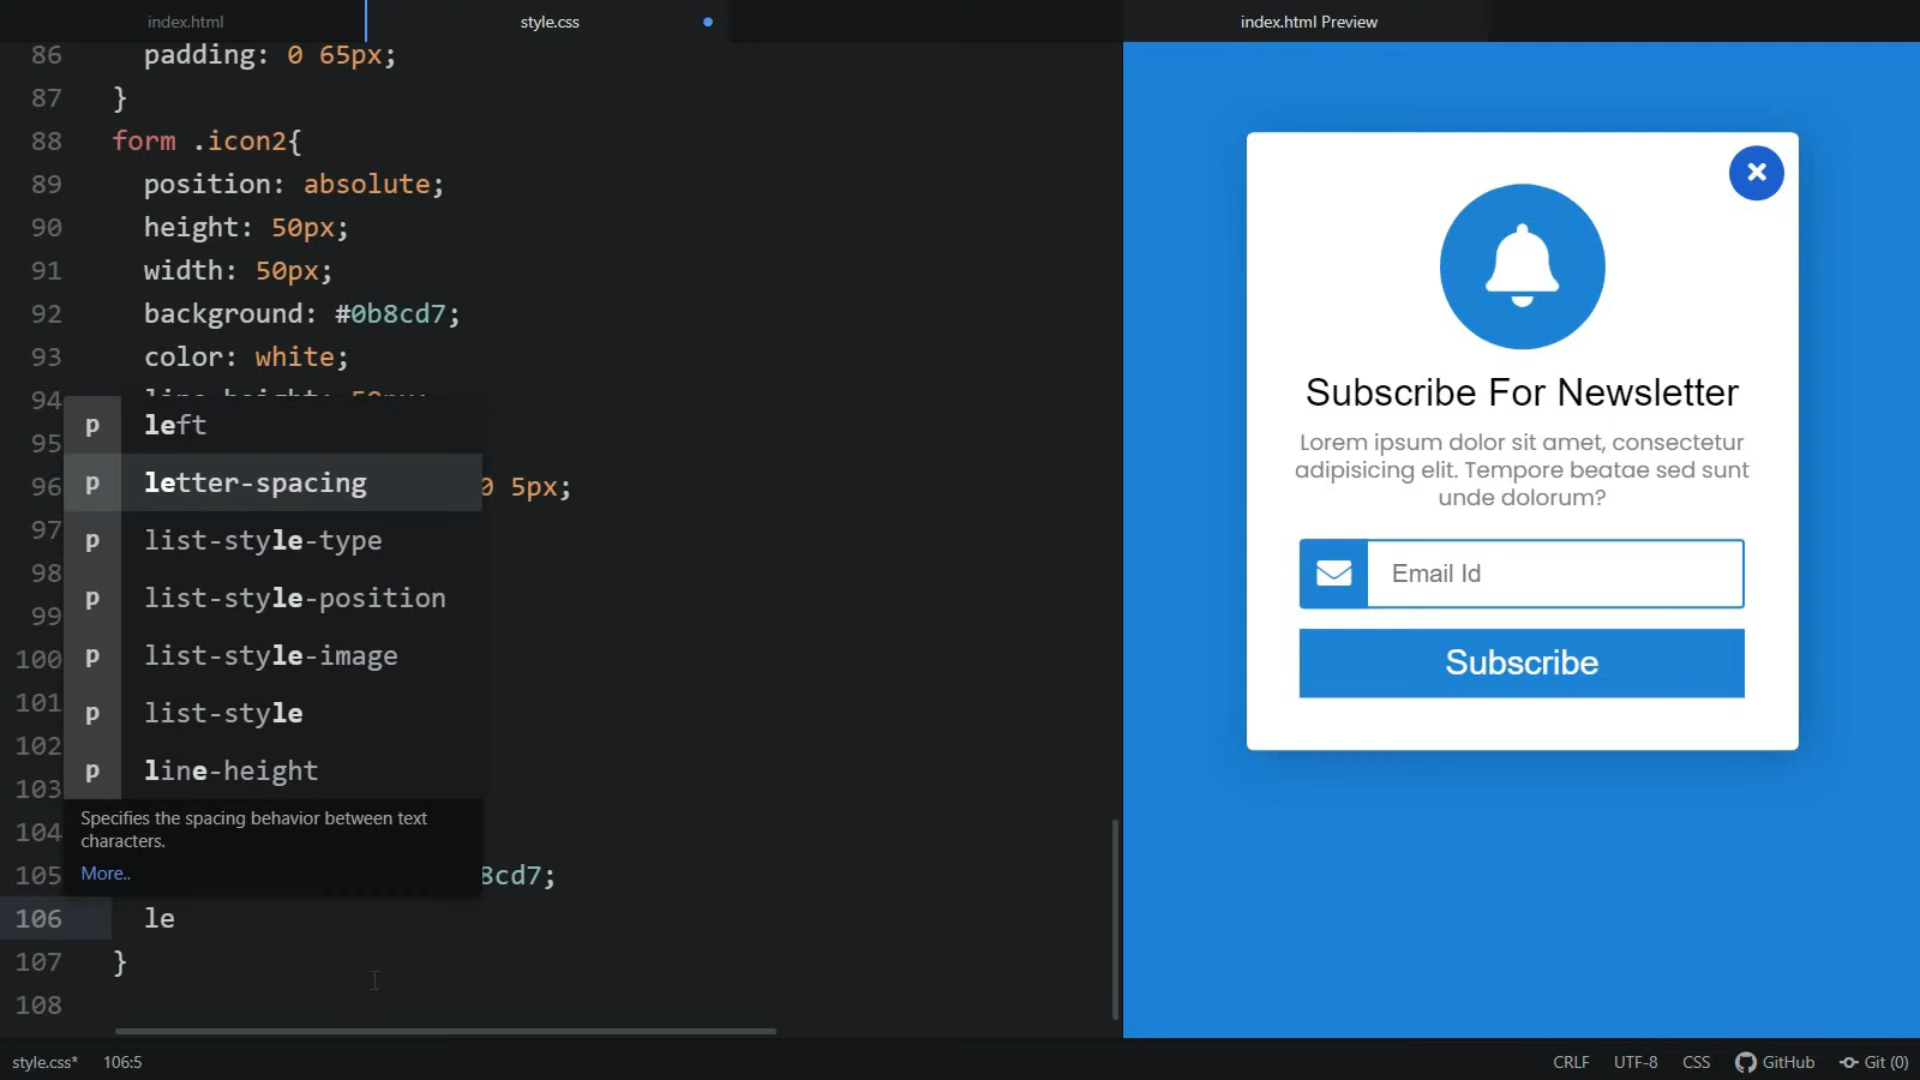 index.html
style.css
index.html Preview
86 padding: 0 65px;
87 }
88 form .icon2{
89 position: absolute;
90 height: 50px;
91 width: 50px;
92 background: #0b8cd7;
93 color: white;
94 line-height: 50px;
p left
95
p letter-spacing
96 0 5px;
97
p list-style-type
98
p list-style-position
99
100
p list-style-image
101
p list-style
102
103
p line-height
Specifies the spacing behavior between text
characters.
More..
104
105 8cd7;
106 le
107 }
108
Subscribe For Newsletter
Lorem ipsum dolor sit amet, consectetur
adipisicing elit. Tempore beatae sed sunt
unde dolorum?
Email Id
Subscribe
style.css* 106:5
CRLF UTF-8 CSS GitHub Git (0)